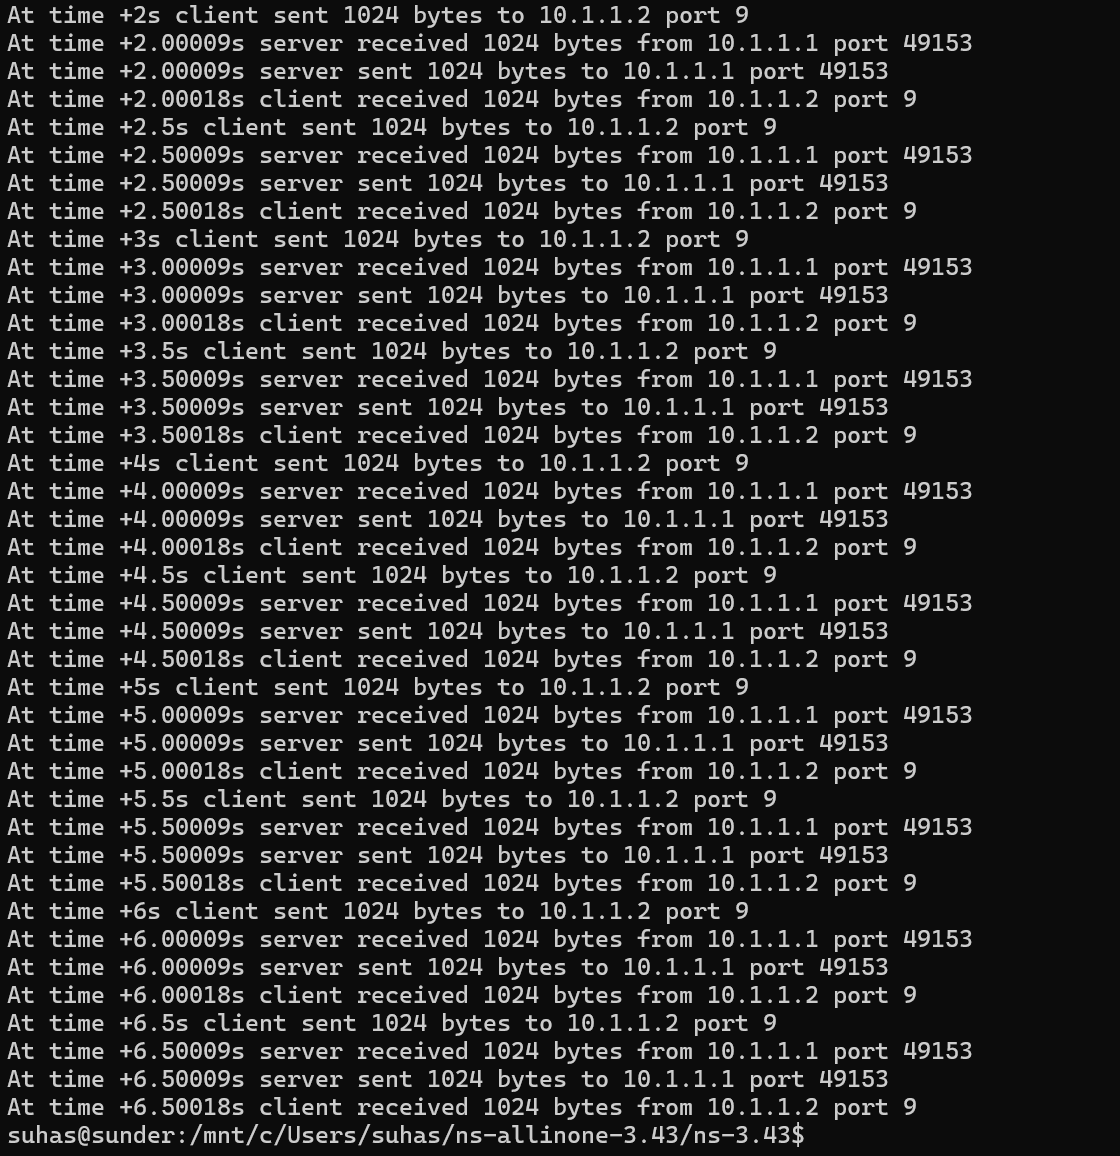 At time +2s client sent 1024 bytes to 10.1.1.2 port 9
At time +2.00009s server received 1024 bytes from 10.1.1.1 port 49153
At time +2.00009s server sent 1024 bytes to 10.1.1.1 port 49153
At time +2.00018s client received 1024 bytes from 10.1.1.2 port 9
At time +2.5s client sent 1024 bytes to 10.1.1.2 port 9
At time +2.50009s server received 1024 bytes from 10.1.1.1 port 49153
At time +2.50009s server sent 1024 bytes to 10.1.1.1 port 49153
At time +2.50018s client received 1024 bytes from 10.1.1.2 port 9
At time +3s client sent 1024 bytes to 10.1.1.2 port 9
At time +3.00009s server received 1024 bytes from 10.1.1.1 port 49153
At time +3.00009s server sent 1024 bytes to 10.1.1.1 port 49153
At time +3.00018s client received 1024 bytes from 10.1.1.2 port 9
At time +3.5s client sent 1024 bytes to 10.1.1.2 port 9
At time +3.50009s server received 1024 bytes from 10.1.1.1 port 49153
At time +3.50009s server sent 1024 bytes to 10.1.1.1 port 49153
At time +3.50018s client received 1024 bytes from 10.1.1.2 port 9
At time +4s client sent 1024 bytes to 10.1.1.2 port 9
At time +4.00009s server received 1024 bytes from 10.1.1.1 port 49153
At time +4.00009s server sent 1024 bytes to 10.1.1.1 port 49153
At time +4.00018s client received 1024 bytes from 10.1.1.2 port 9
At time +4.5s client sent 1024 bytes to 10.1.1.2 port 9
At time +4.50009s server received 1024 bytes from 10.1.1.1 port 49153
At time +4.50009s server sent 1024 bytes to 10.1.1.1 port 49153
At time +4.50018s client received 1024 bytes from 10.1.1.2 port 9
At time +5s client sent 1024 bytes to 10.1.1.2 port 9
At time +5.00009s server received 1024 bytes from 10.1.1.1 port 49153
At time +5.00009s server sent 1024 bytes to 10.1.1.1 port 49153
At time +5.00018s client received 1024 bytes from 10.1.1.2 port 9
At time +5.5s client sent 1024 bytes to 10.1.1.2 port 9
At time +5.50009s server received 1024 bytes from 10.1.1.1 port 49153
At time +5.50009s server sent 1024 bytes to 10.1.1.1 port 49153
At time +5.50018s client received 1024 bytes from 10.1.1.2 port 9
At time +6s client sent 1024 bytes to 10.1.1.2 port 9
At time +6.00009s server received 1024 bytes from 10.1.1.1 port 49153
At time +6.00009s server sent 1024 bytes to 10.1.1.1 port 49153
At time +6.00018s client received 1024 bytes from 10.1.1.2 port 9
At time +6.5s client sent 1024 bytes to 10.1.1.2 port 9
At time +6.50009s server received 1024 bytes from 10.1.1.1 port 49153
At time +6.50009s server sent 1024 bytes to 10.1.1.1 port 49153
At time +6.50018s client received 1024 bytes from 10.1.1.2 port 9
suhas@sunder:/mnt/c/Users/suhas/ns-allinone-3.43/ns-3.43$